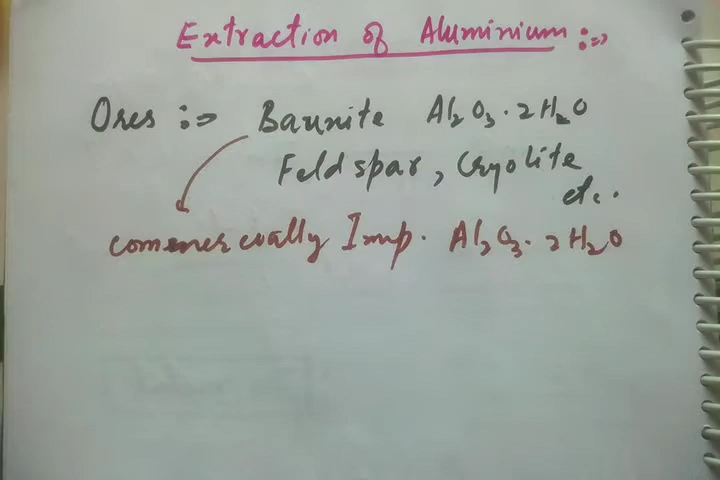 Extraction of Aluminium :=>
Ores :=> Bauxite Al2O3·2H2O
Feldspar, Cryolite
etc.
commercially Imp. Al2O3·2H2O